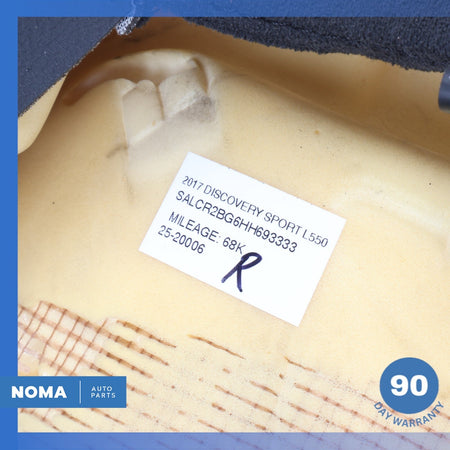 2017 DISCOVERY SPORT L550
SALCR2BG6HH693333
MILEAGE: 68K
25-20006
R
NOMA
AUTO
PARTS
90
DAY WARRANTY